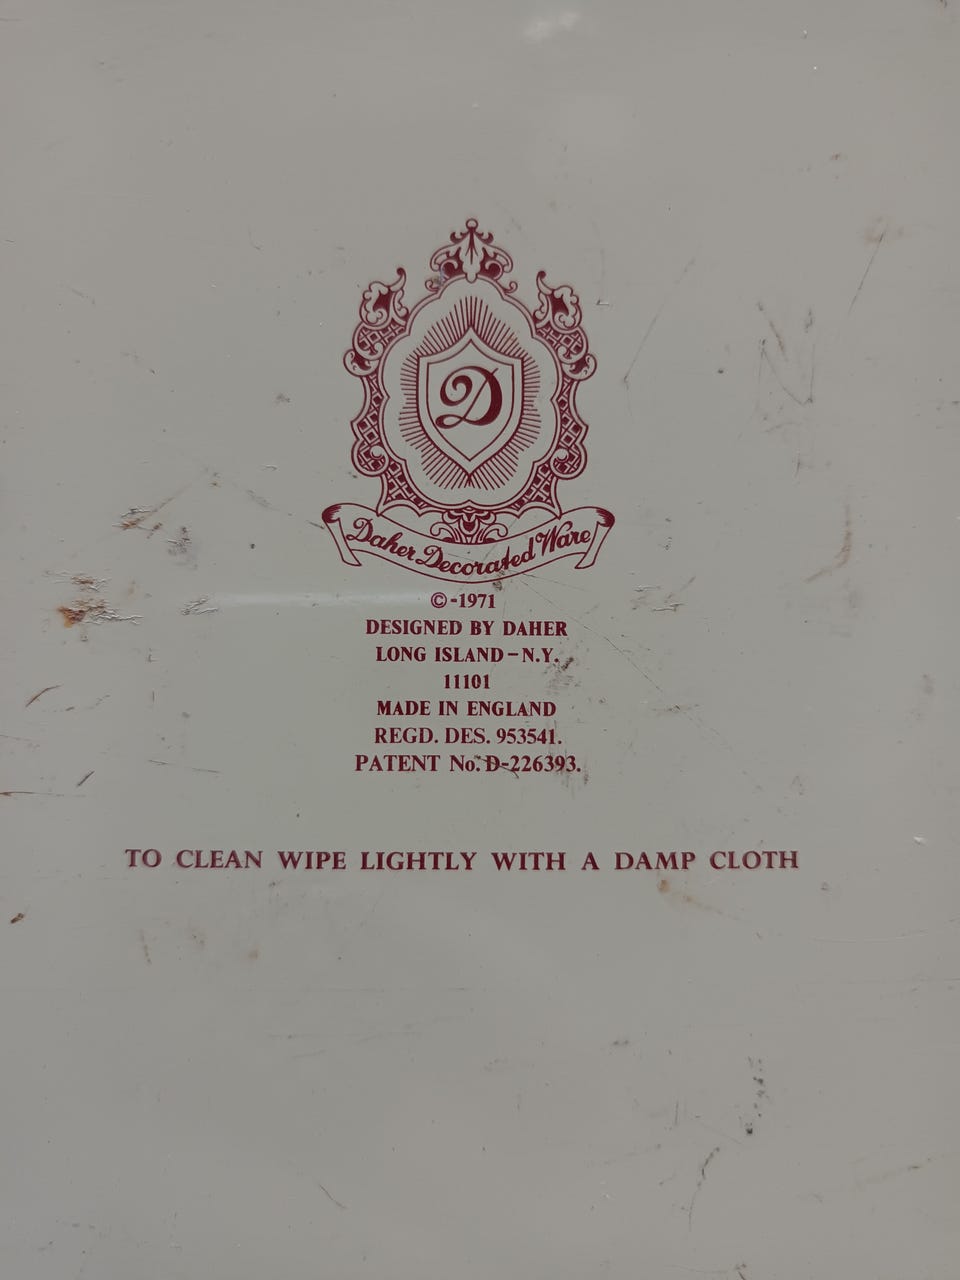 D
Daher Decorated Ware
©-1971
DESIGNED BY DAHER
LONG ISLAND-N.Y.
11101
MADE IN ENGLAND
REGD. DES. 953541.
PATENT No. D-226393.
TO CLEAN WIPE LIGHTLY WITH A DAMP CLOTH